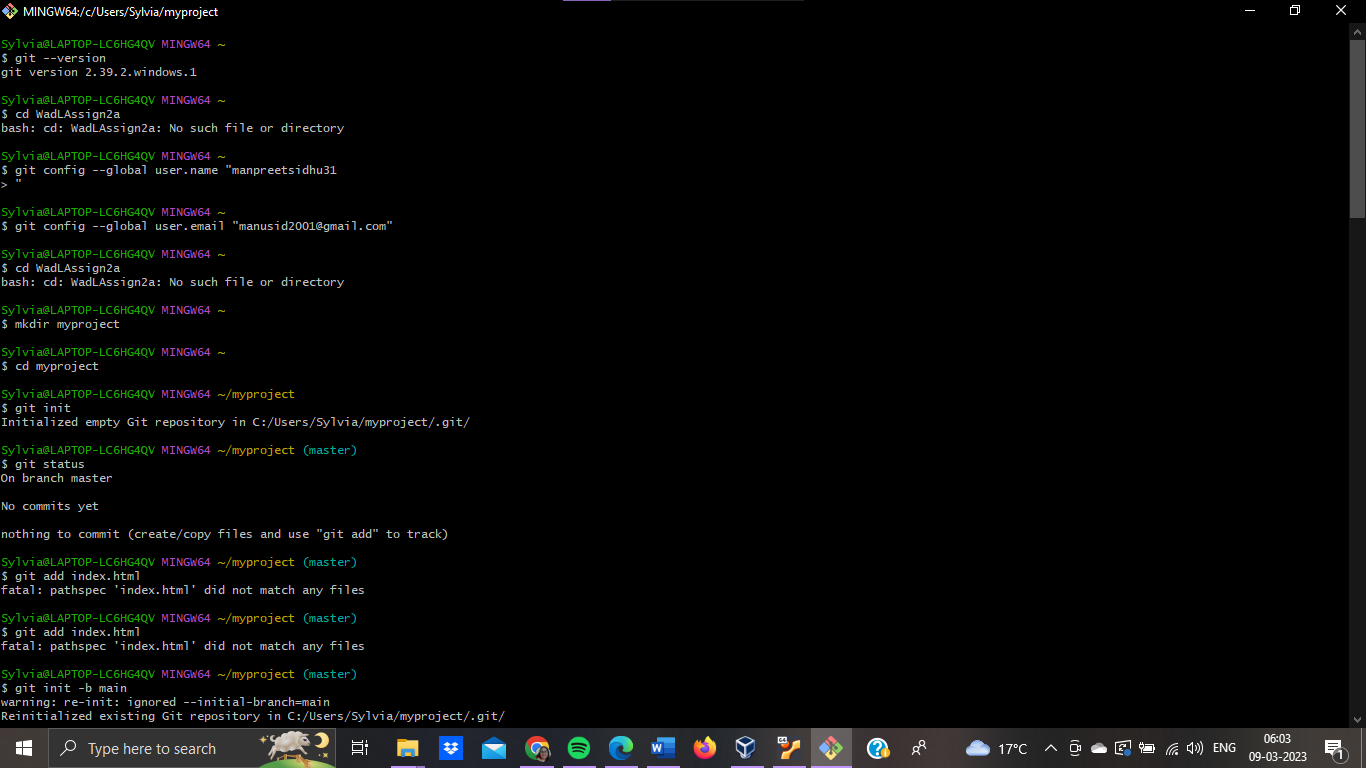 MINGW64:/c/Users/Sylvia/myproject
Sylvia@LAPTOP-LC6HG4QV MINGW64 ~
$ git --version
git version 2.39.2.windows.1
Sylvia@LAPTOP-LC6HG4QV MINGW64 ~
$ cd WadLAssign2a
bash: cd: WadLAssign2a: No such file or directory
Sylvia@LAPTOP-LC6HG4QV MINGW64 ~
$ git config --global user.name "manpreetsidhu31
> "
Sylvia@LAPTOP-LC6HG4QV MINGW64 ~
$ git config --global user.email "manusid2001@gmail.com"
Sylvia@LAPTOP-LC6HG4QV MINGW64 ~
$ cd WadLAssign2a
bash: cd: WadLAssign2a: No such file or directory
Sylvia@LAPTOP-LC6HG4QV MINGW64 ~
$ mkdir myproject
Sylvia@LAPTOP-LC6HG4QV MINGW64 ~
$ cd myproject
Sylvia@LAPTOP-LC6HG4QV MINGW64 ~/myproject
$ git init
Initialized empty Git repository in C:/Users/Sylvia/myproject/.git/
Sylvia@LAPTOP-LC6HG4QV MINGW64 ~/myproject (master)
$ git status
On branch master
No commits yet
nothing to commit (create/copy files and use "git add" to track)
Sylvia@LAPTOP-LC6HG4QV MINGW64 ~/myproject (master)
$ git add index.html
fatal: pathspec 'index.html' did not match any files
Sylvia@LAPTOP-LC6HG4QV MINGW64 ~/myproject (master)
$ git add index.html
fatal: pathspec 'index.html' did not match any files
Sylvia@LAPTOP-LC6HG4QV MINGW64 ~/myproject (master)
$ git init -b main
warning: re-init: ignored --initial-branch=main
Reinitialized existing Git repository in C:/Users/Sylvia/myproject/.git/
Type here to search
64
17°C
ENG
06:03
09-03-2023
1